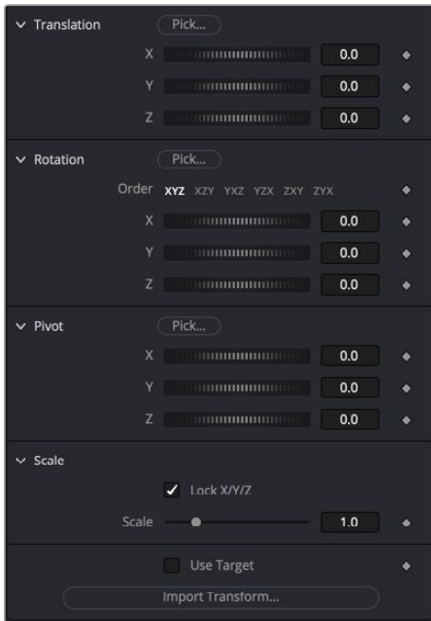 Translation Pick...
X 0.0
Y 0.0
Z 0.0
Rotation Pick...
Order XYZ XZY YXZ YZX ZXY ZYX
X 0.0
Y 0.0
Z 0.0
Pivot Pick...
X 0.0
Y 0.0
Z 0.0
Scale
Lock X/Y/Z
Scale 1.0
Use Target
Import Transform...